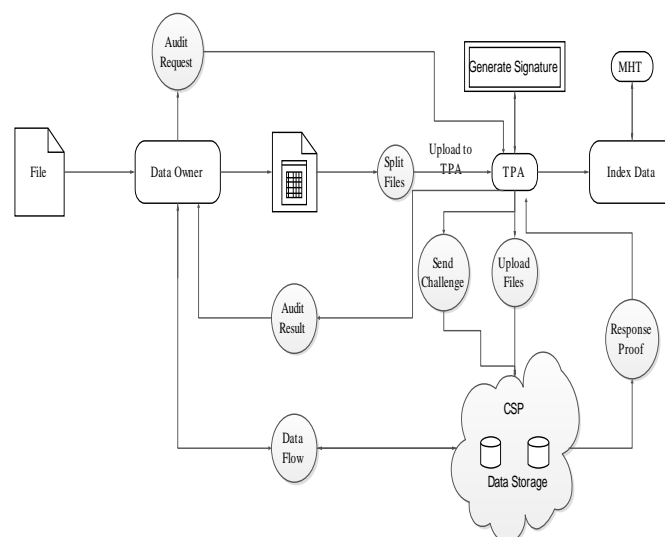 Audit
Request
Generate Signature
MHT
File
Data Owner
Split
Files
Upload to
TPA
TPA
Index Data
Send
Challenge
Upload
Files
Audit
Result
Response
Proof
CSP
Data
Flow
Data Storage